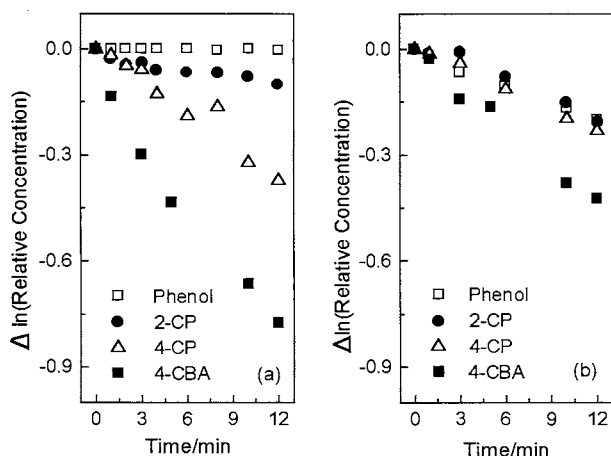 Δ ln(Relative Concentration)
0.0
-0.3
-0.6
-0.9
□ Phenol
● 2-CP
△ 4-CP
■ 4-CBA
(a)
0 3 6 9 12
Time/min
Δ ln(Relative Concentration)
0.0
-0.3
-0.6
-0.9
□ Phenol
● 2-CP
△ 4-CP
■ 4-CBA
(b)
0 3 6 9 12
Time/min